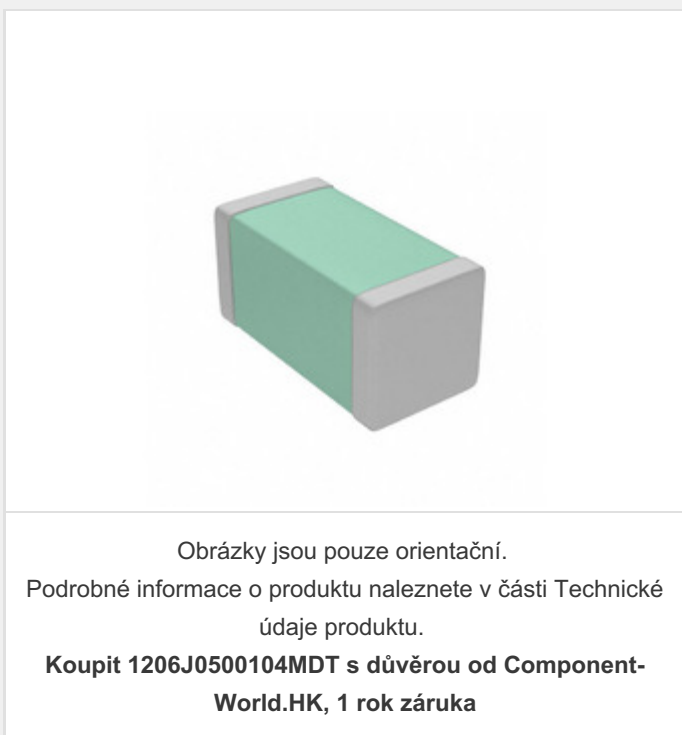 Obrázky jsou pouze orientační.
Podrobné informace o produktu naleznete v části Technické
údaje produktu.
Koupit 1206J0500104MDT s důvěrou od Component-
World.HK, 1 rok záruka